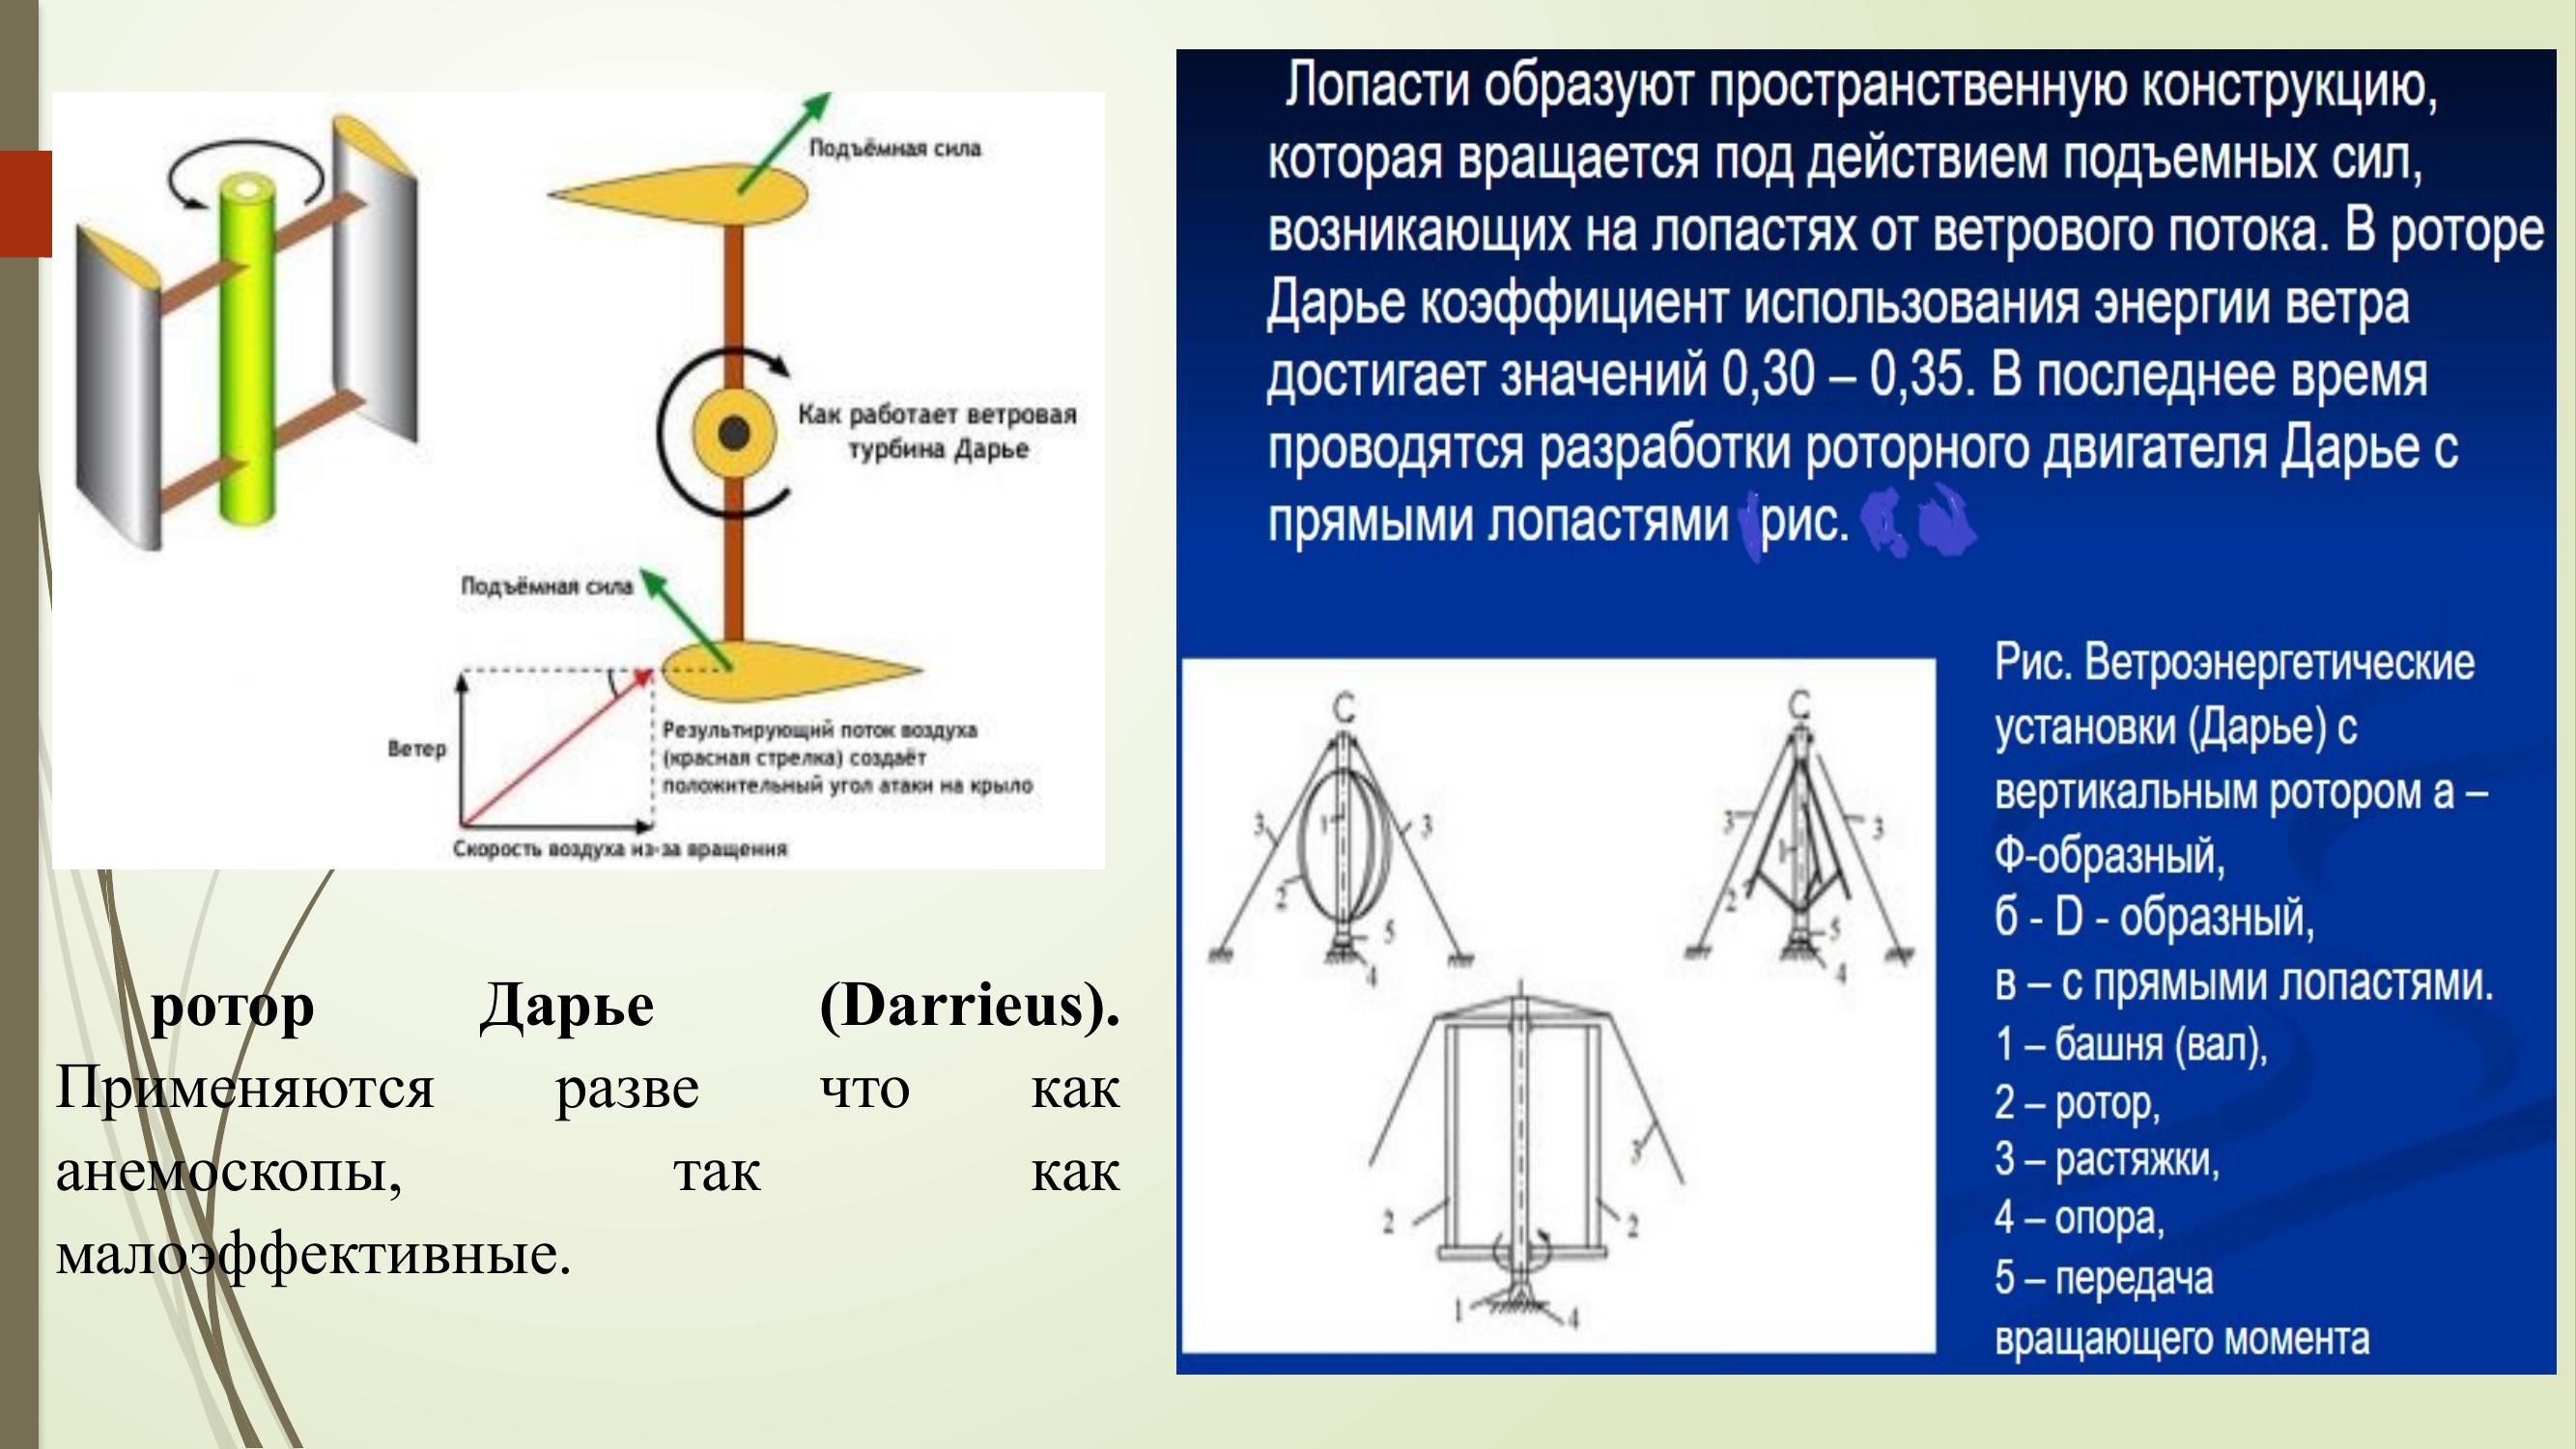 Подъёмная сила
Как работает ветровая
турбина Дарье
Подъёмная сила
Ветер
Результирующий поток воздуха
(красная стрелка) создаёт
положительный угол атаки на крыло
Скорость воздуха из-за вращения
ротор Дарье (Darrieus).
Применяются разве что как
анемоскопы, так как
малоэффективные.
Лопасти образуют пространственную конструкцию,
которая вращается под действием подъемных сил,
возникающих на лопастях от ветрового потока. В роторе
Дарье коэффициент использования энергии ветра
достигает значений 0,30 – 0,35. В последнее время
проводятся разработки роторного двигателя Дарье с
прямыми лопастями рис.
C
3
1
3
2
5
4
C
3
3
1
2
5
4
3
2
2
1
4
Рис. Ветроэнергетические
установки (Дарье) с
вертикальным ротором а –
Ф-образный,
б - D - образный,
в – с прямыми лопастями.
1 – башня (вал),
2 – ротор,
3 – растяжки,
4 – опора,
5 – передача
вращающего момента